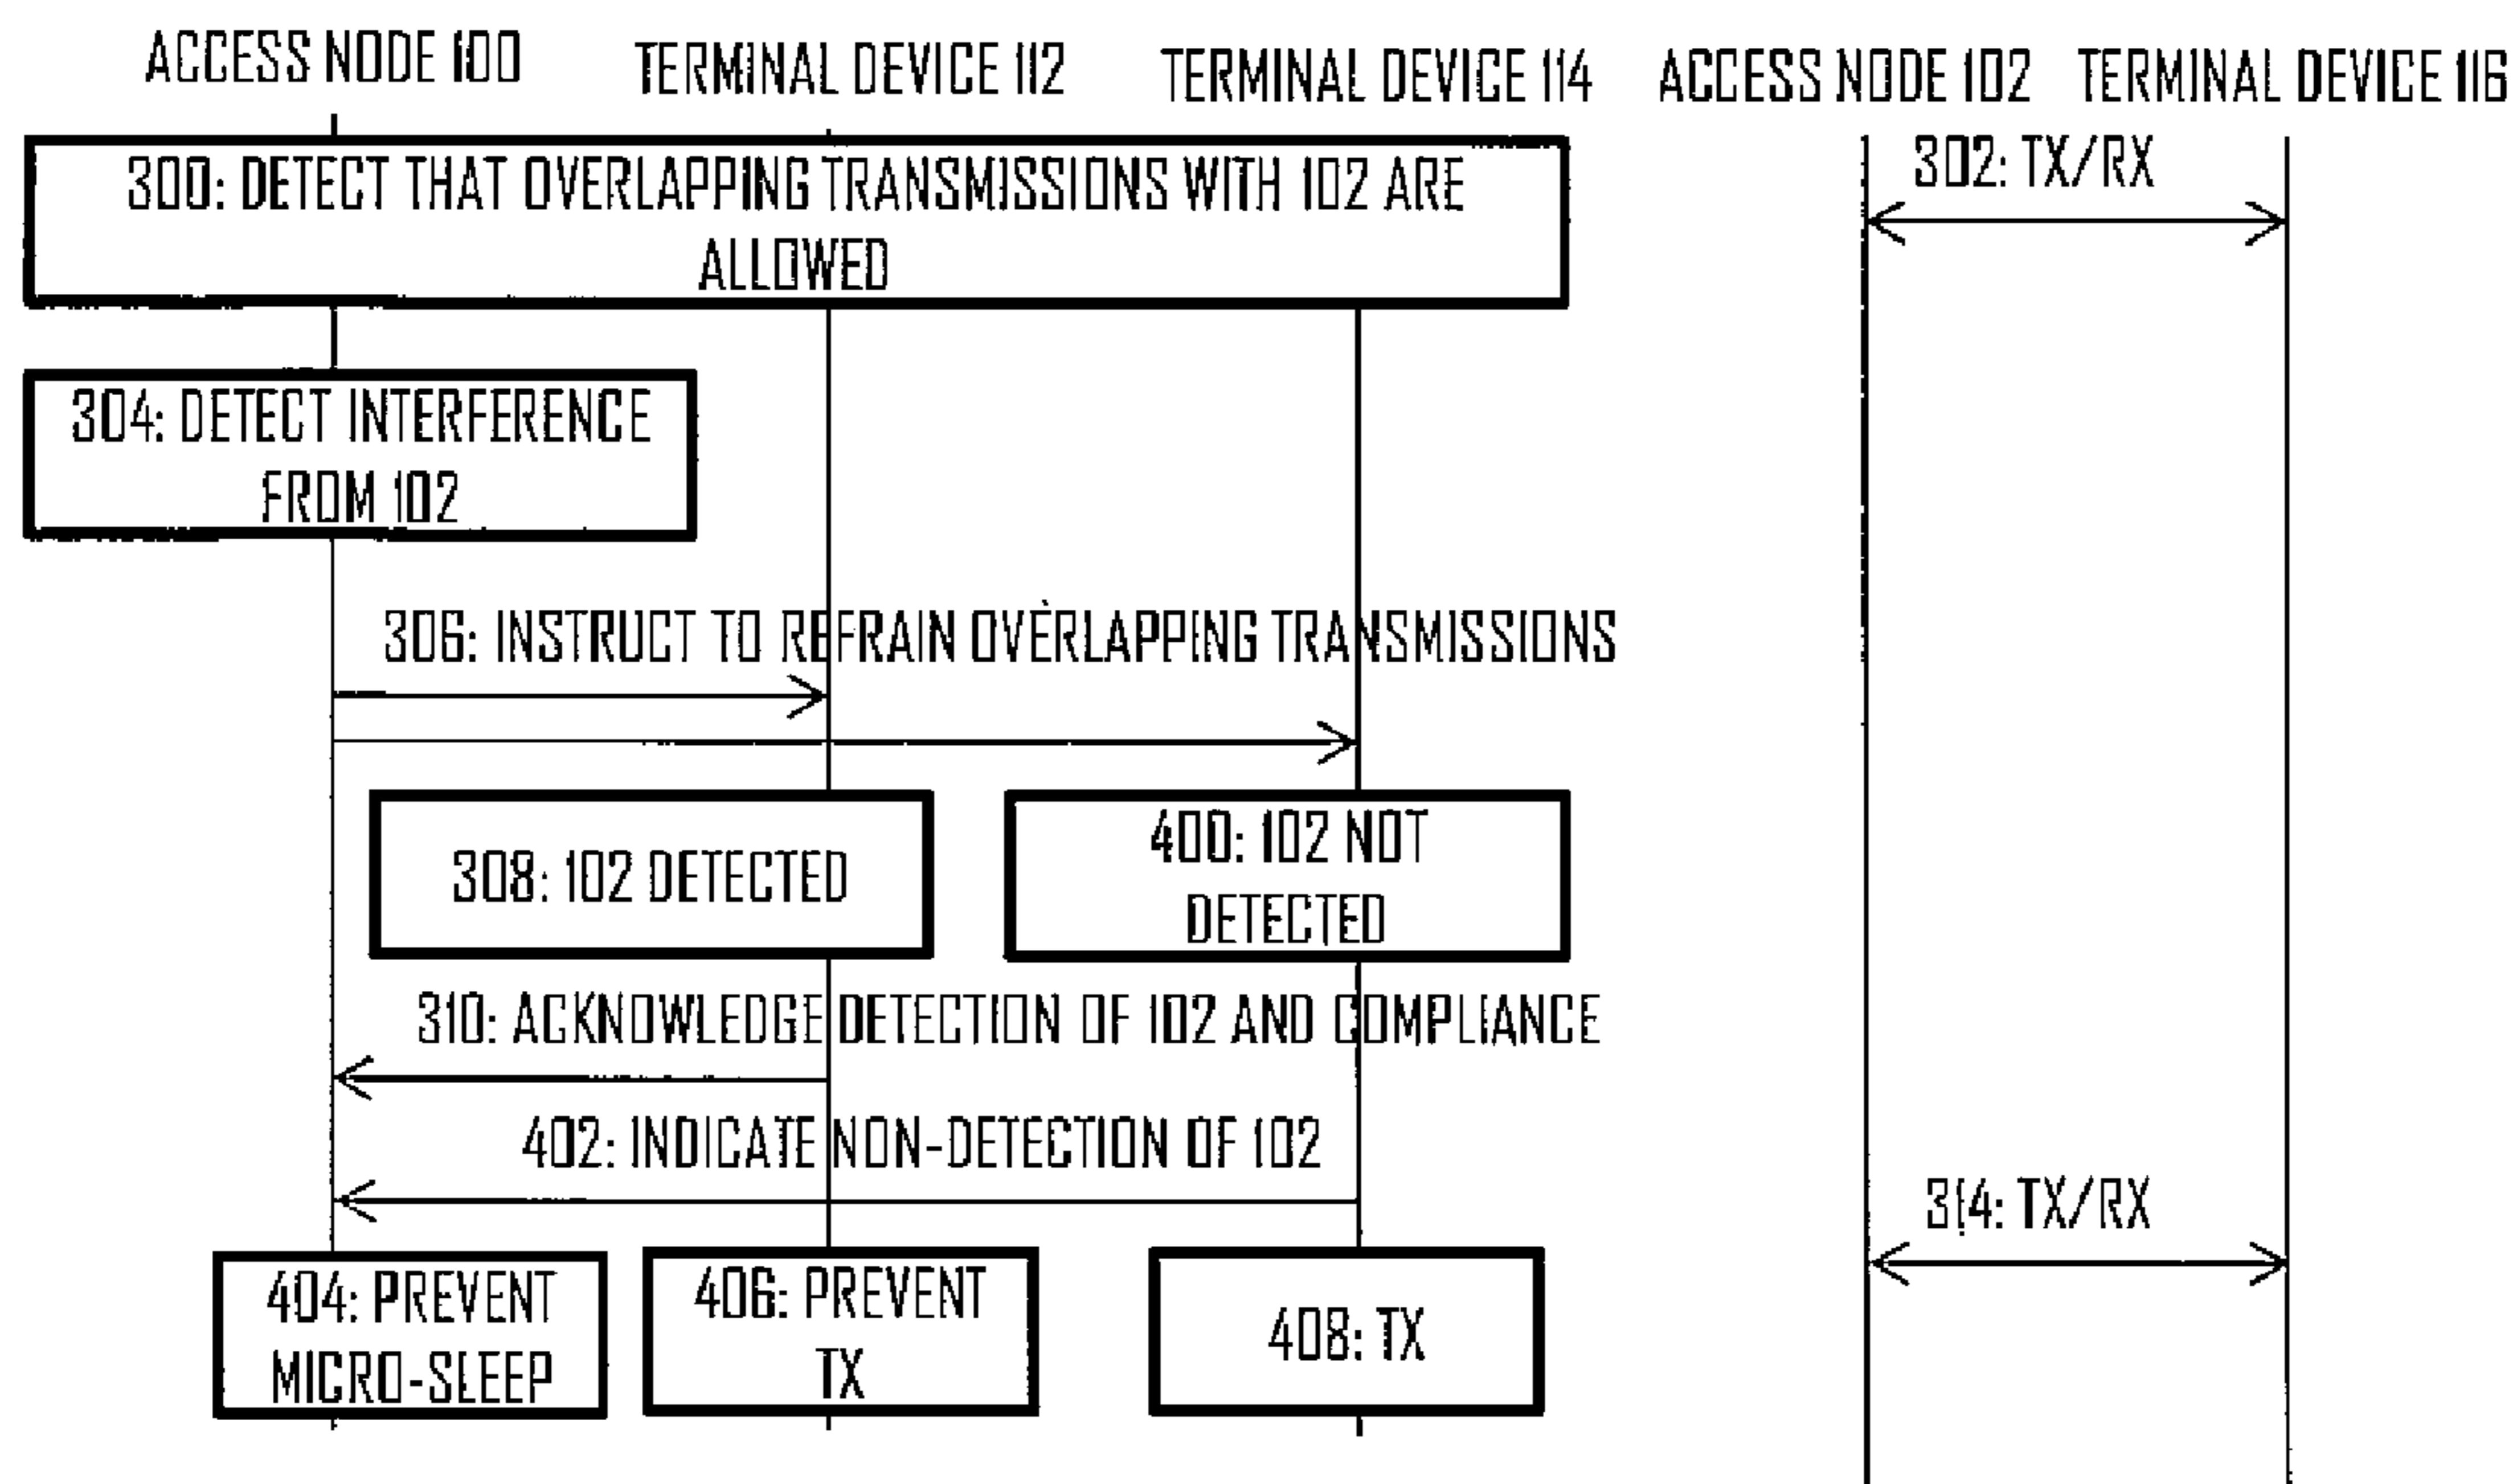 ACCESS NODE 100
TERMINAL DEVICE 112
TERMINAL DEVICE 114
ACCESS NODE 102
TERMINAL DEVICE 116
300: DETECT THAT OVERLAPPING TRANSMISSIONS WITH 102 ARE
ALLOWED
302: TX/RX
304: DETECT INTERFERENCE
FROM 102
306: INSTRUCT TO REFRAIN OVERLAPPING TRANSMISSIONS
308: 102 DETECTED
400: 102 NOT
DETECTED
310: ACKNOWLEDGE DETECTION OF 102 AND COMPLIANCE
402: INDICATE NON-DETECTION OF 102
314: TX/RX
404: PREVENT
MICRO-SLEEP
406: PREVENT
TX
408: TX